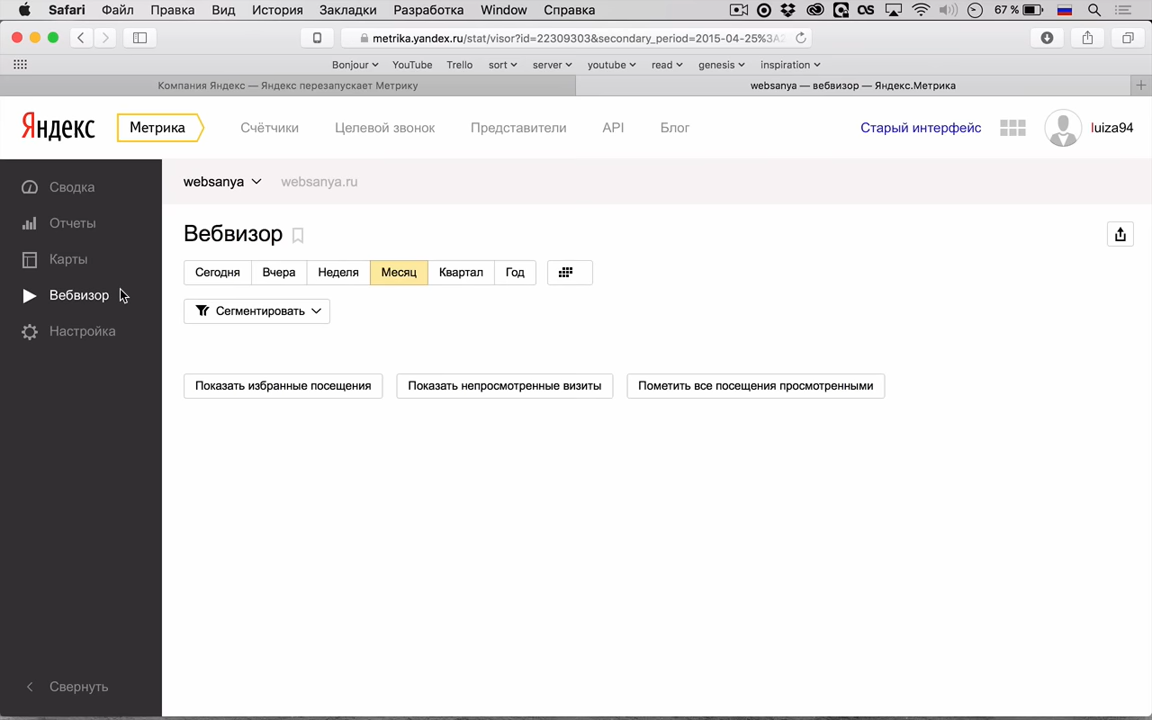 Safari Файл Правка Вид История Закладки Разработка Window Справка 67 %
metrika.yandex.ru/stat/visor?id=22309303&secondary_period=2015-04-25%3A
Bonjour YouTube Trello sort server youtube read genesis inspiration
Компания Яндекс — Яндекс перезапускает Метрику websanya — вебвизор — Яндекс.Метрика
Яндекс Метрика Счётчики Целевой звонок Представители API Блог Старый интерфейс luiza94
websanya websanya.ru
Сводка
Отчеты
Карты
Вебвизор
Настройка
Свернуть
Вебвизор
Сегодня Вчера Неделя Месяц Квартал Год
Сегментировать
Показать избранные посещения Показать непросмотренные визиты Пометить все посещения просмотренными